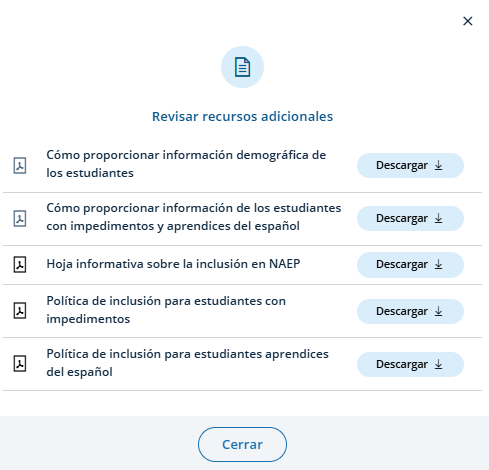 Revisar recursos adicionales
Cómo proporcionar información demográfica de
los estudiantes
Descargar
Cómo proporcionar información de los estudiantes
con impedimentos y aprendices del español
Descargar
Hoja informativa sobre la inclusión en NAEP
Descargar
Política de inclusión para estudiantes con
impedimentos
Descargar
Política de inclusión para estudiantes aprendices
del español
Descargar
Cerrar